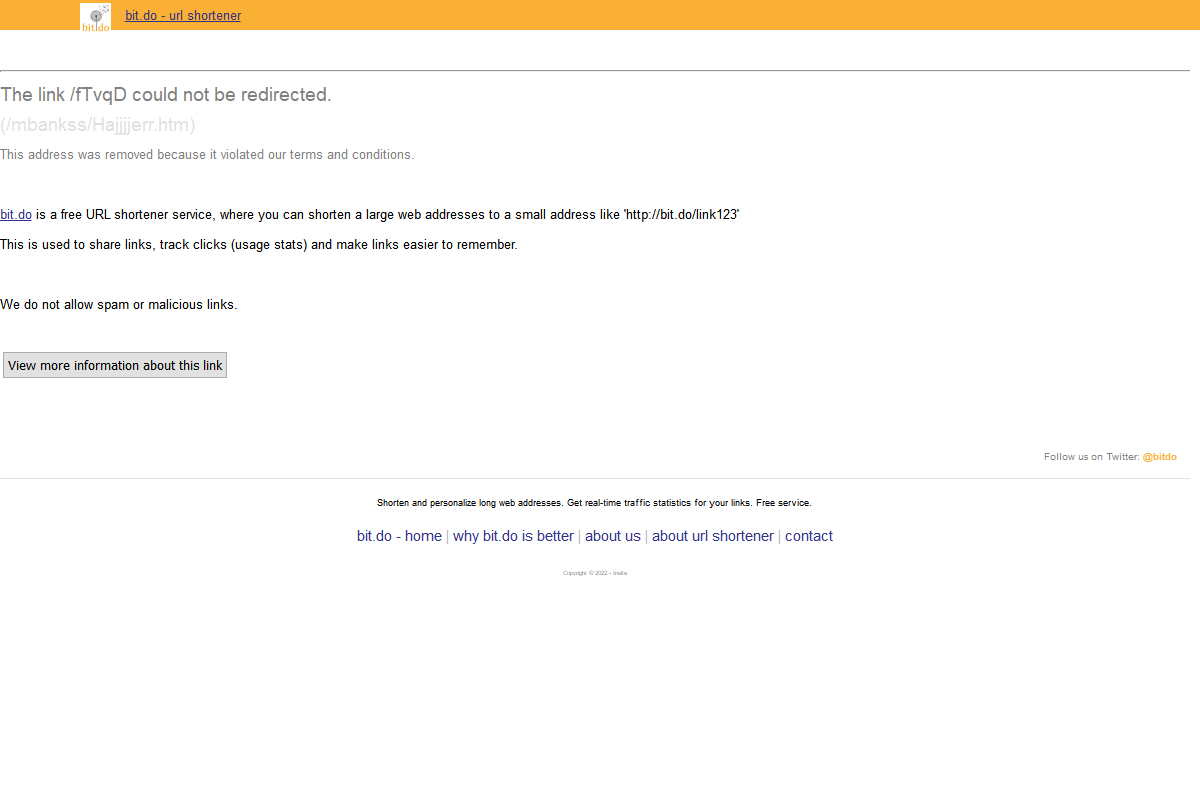 bit.do
bit.do - url shortener
The link /fTvqD could not be redirected.
(/mbankss/Hajjjjerr.htm)
This address was removed because it violated our terms and conditions.
bit.do is a free URL shortener service, where you can shorten a large web addresses to a small address like 'http://bit.do/link123'
This is used to share links, track clicks (usage stats) and make links easier to remember.
We do not allow spam or malicious links.
View more information about this link
Follow us on Twitter: @bitdo
Shorten and personalize long web addresses. Get real-time traffic statistics for your links. Free service.
bit.do - home | why bit.do is better | about us | about url shortener | contact
Copyright © 2022 -